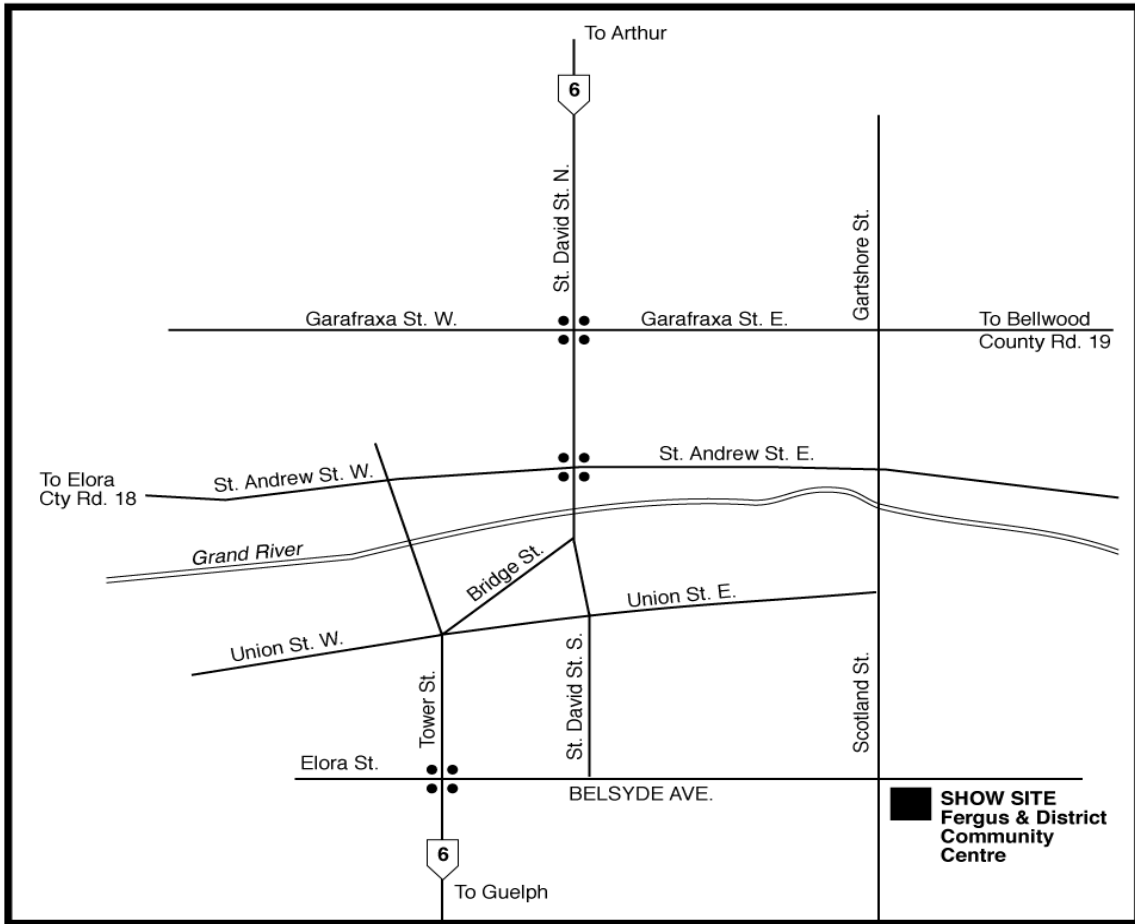 To Arthur
6
St. David St. N.
Gartshore St.
Garafraxa St. W.
Garafraxa St. E.
To Bellwood
County Rd. 19
St. Andrew St. E.
St. Andrew St. W.
To Elora
Cty Rd. 18
Grand River
Bridge St.
Union St. E.
Union St. W.
Tower St.
St. David St. S.
Scotland St.
Elora St.
BELSYDE AVE.
SHOW SITE
Fergus & District
Community
Centre
6
To Guelph